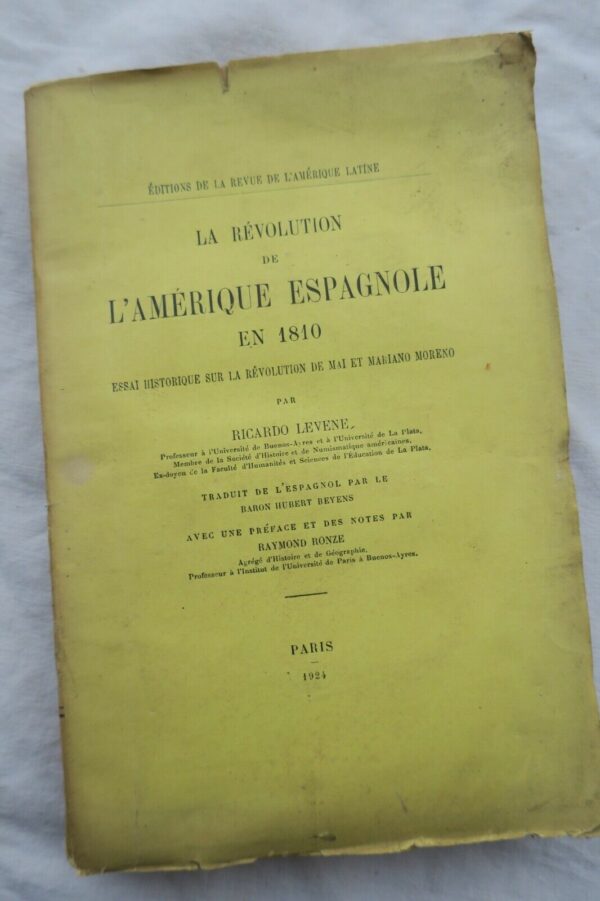 ÉDITIONS DE LA REVUE DE L'AMÉRIQUE LATINE
LA RÉVOLUTION
DE
L'AMÉRIQUE ESPAGNOLE
EN 1810
ESSAI HISTORIQUE SUR LA RÉVOLUTION DE MAI ET MARIANO MORENO
PAR
RICARDO LEVENE
Professeur à l'Université de Buenos-Ayres et à l'Université de La Plata,
Membre de la Société d'Histoire et de Numismatique américaines,
Ex-doyen de la Faculté d'Humanités et Sciences de l'Éducation de La Plata.
TRADUIT DE L'ESPAGNOL PAR LE
BARON HUBERT BEYENS
AVEC UNE PRÉFACE ET DES NOTES PAR
RAYMOND RONZE
Agrégé d'Histoire et de Géographie,
Professeur à l'Institut de l'Université de Paris à Buenos-Ayres.
PARIS
1924